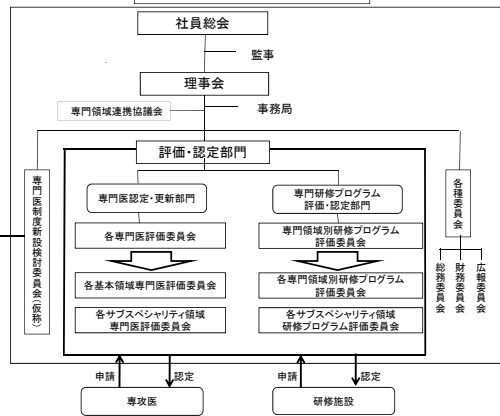 社員総会
監事
理事会
専門領域連携協議会
事務局
評価・認定部門
専門医制度新設検討委員会(仮称)
専門医認定・更新部門
専門研修プログラム
評価・認定部門
各種委員会
各専門医評価委員会
専門領域別研修プログラム
評価委員会
総務委員会
財務委員会
広報委員会
各基本領域専門医評価委員会
各専門領域別研修プログラム
評価委員会
各サブスペシャリティ領域
専門医評価委員会
各サブスペシャリティ領域
研修プログラム評価委員会
申請
認定
申請
認定
専攻医
研修施設